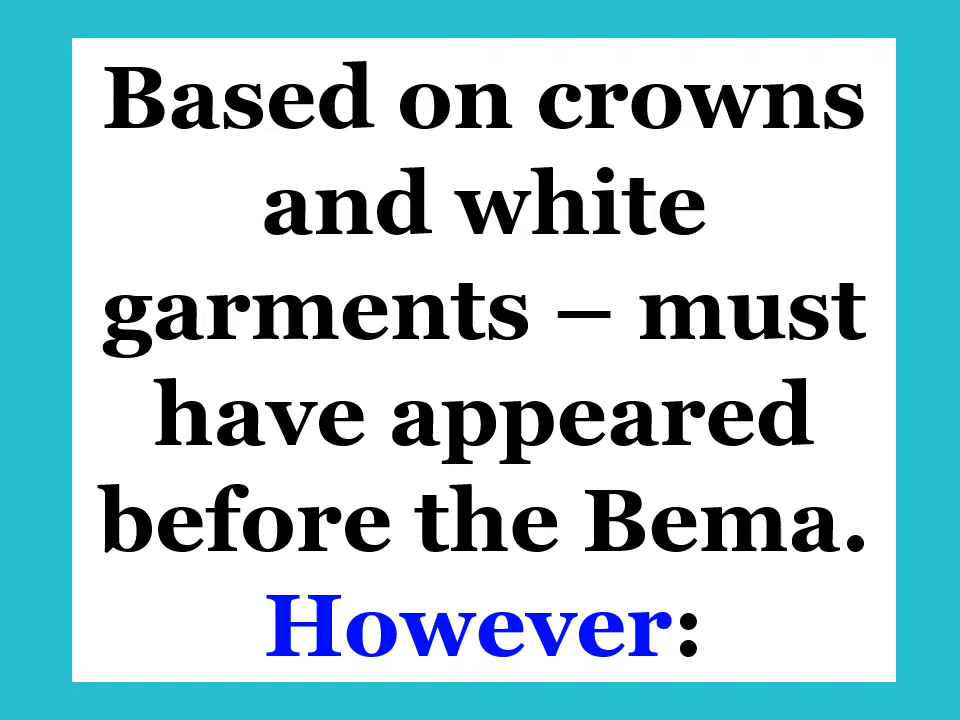 Based on crowns
and white
garments – must
have appeared
before the Bema.
However: